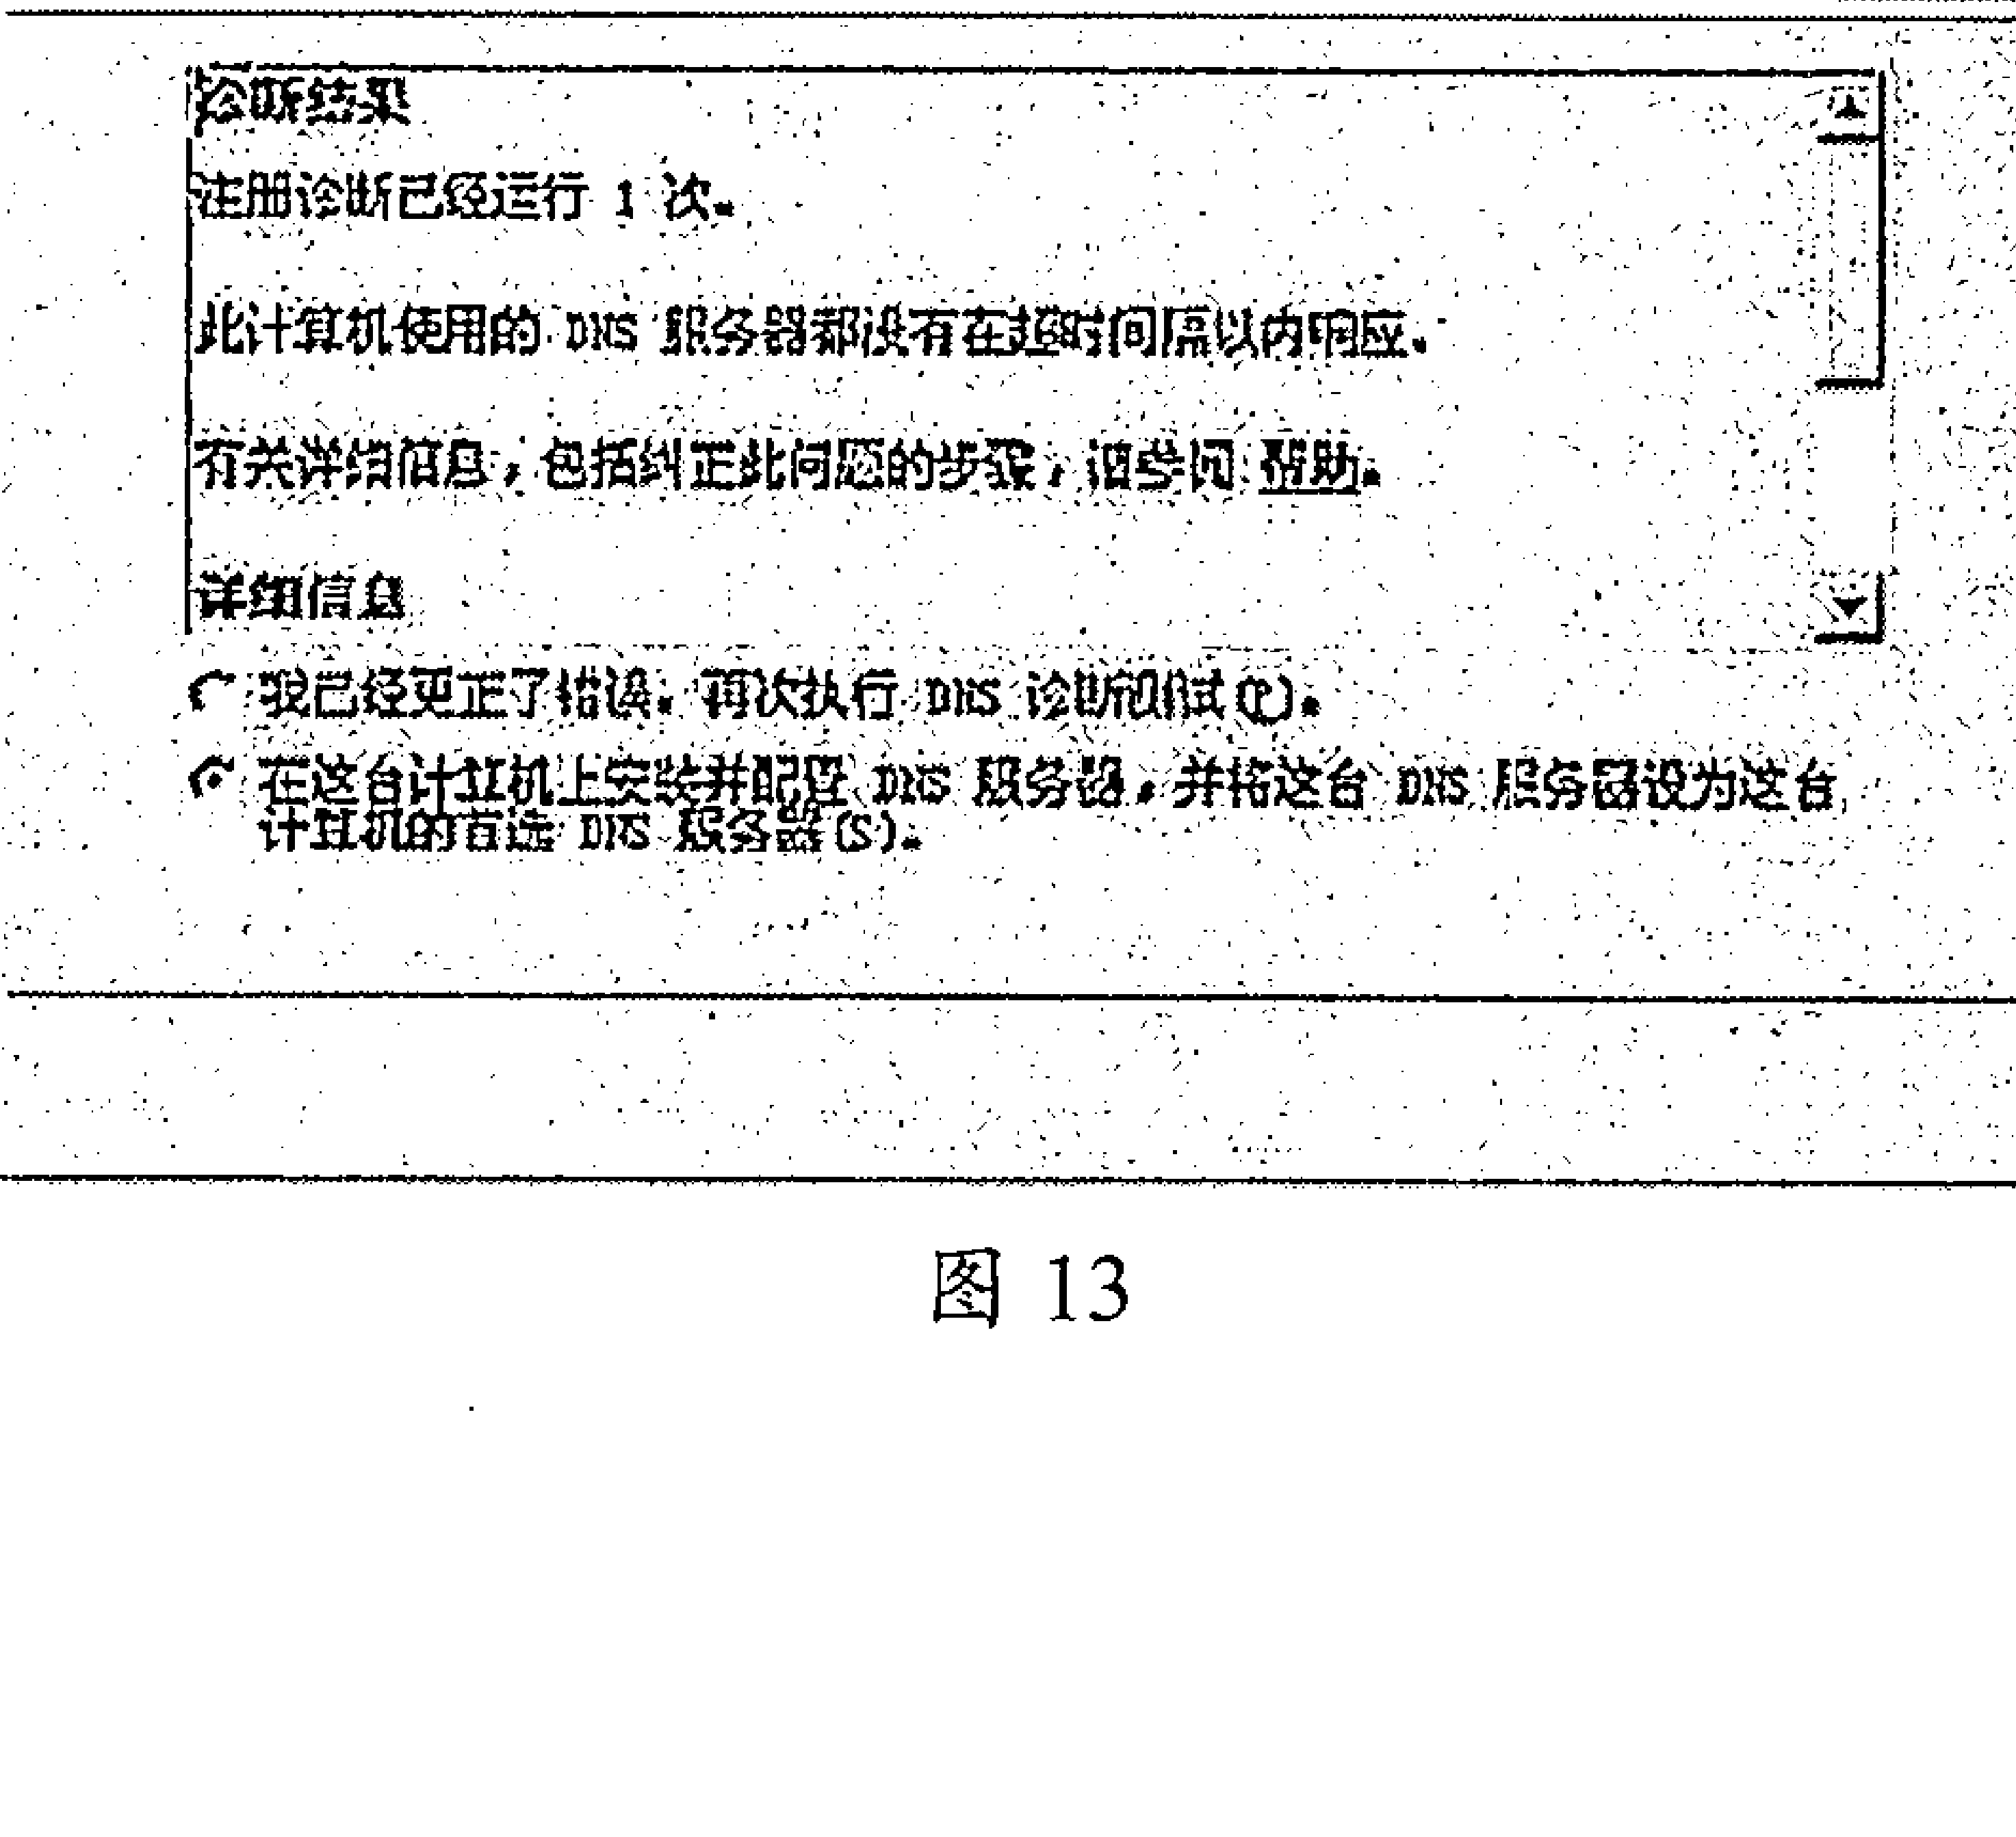 诊断结果
注册诊断已经运行 1 次。
此计算机使用的 DNS 服务器都没有在超时间隔以内响应。
有关详细信息，包括纠正此问题的步骤，请参阅 帮助。
详细信息
我已经更正了错误。再次执行 DNS 诊断测试(P)。
在这台计算机上安装并配置 DNS 服务器，并将这台 DNS 服务器设为这台
计算机的首选 DNS 服务器(S)。
图 13